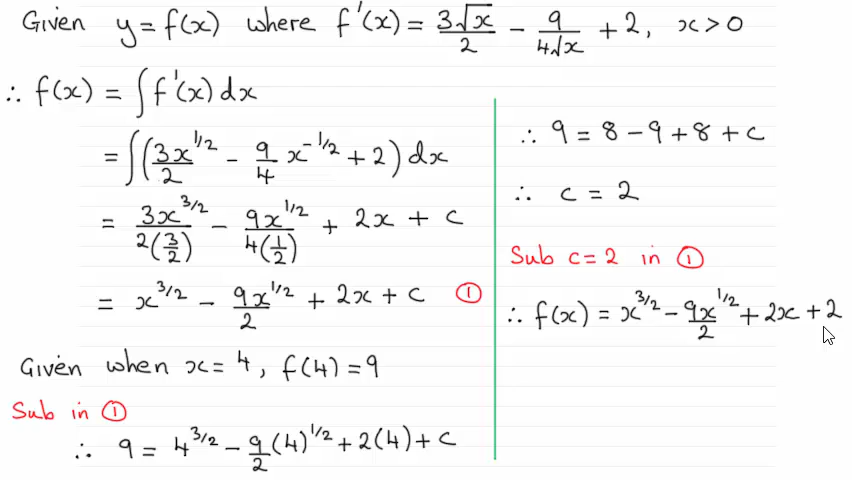 Given y = f(x) where f'(x) = 3√x/2 − 9/4√x + 2, x > 0
∴ f(x) = ∫ f'(x) dx
= ∫(3x^{1/2}/2 − 9/4 x^{−1/2} + 2) dx
= 3x^{3/2}/2(3/2) − 9x^{1/2}/4(1/2) + 2x + c
= x^{3/2} − 9x^{1/2}/2 + 2x + c ①
Given when x = 4, f(4) = 9
Sub in ①
∴ 9 = 4^{3/2} − 9/2(4)^{1/2} + 2(4) + c
∴ 9 = 8 − 9 + 8 + c
∴ c = 2
Sub c = 2 in ①
∴ f(x) = x^{3/2} − 9x^{1/2}/2 + 2x + 2